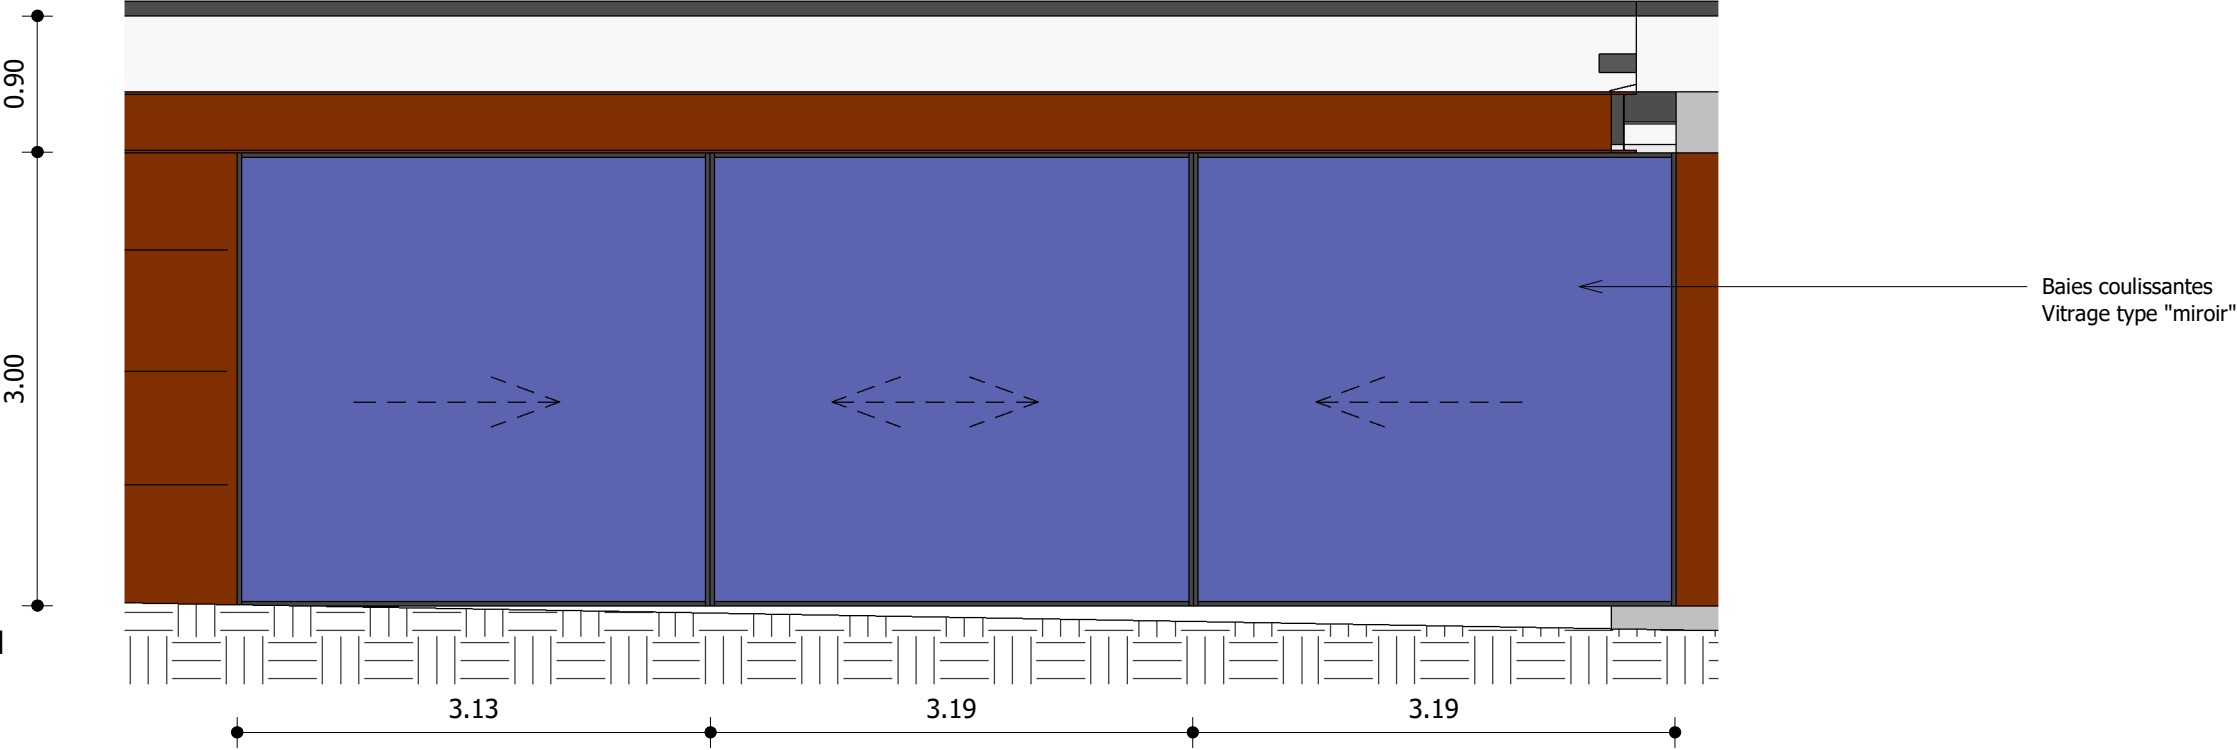 0.90
3.00
Baies coulissantes
Vitrage type "miroir"
3.13
3.19
3.19